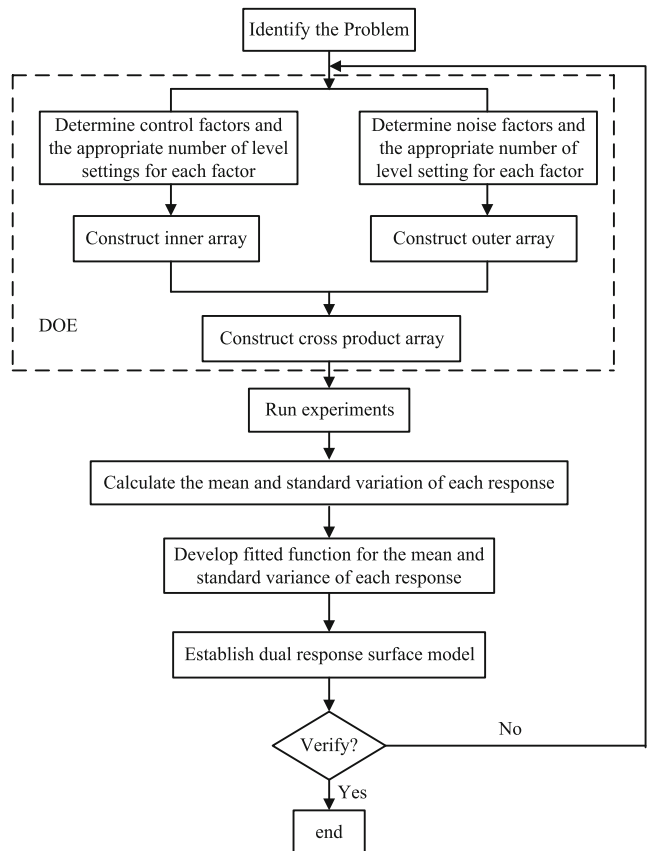 Identify the Problem
Determine control factors and
the appropriate number of level
settings for each factor
Determine noise factors and
the appropriate number of
level setting for each factor
Construct inner array
Construct outer array
DOE
Construct cross product array
Run experiments
Calculate the mean and standard variation of each response
Develop fitted function for the mean and
standard variance of each response
Establish dual response surface model
Verify?
No
Yes
end